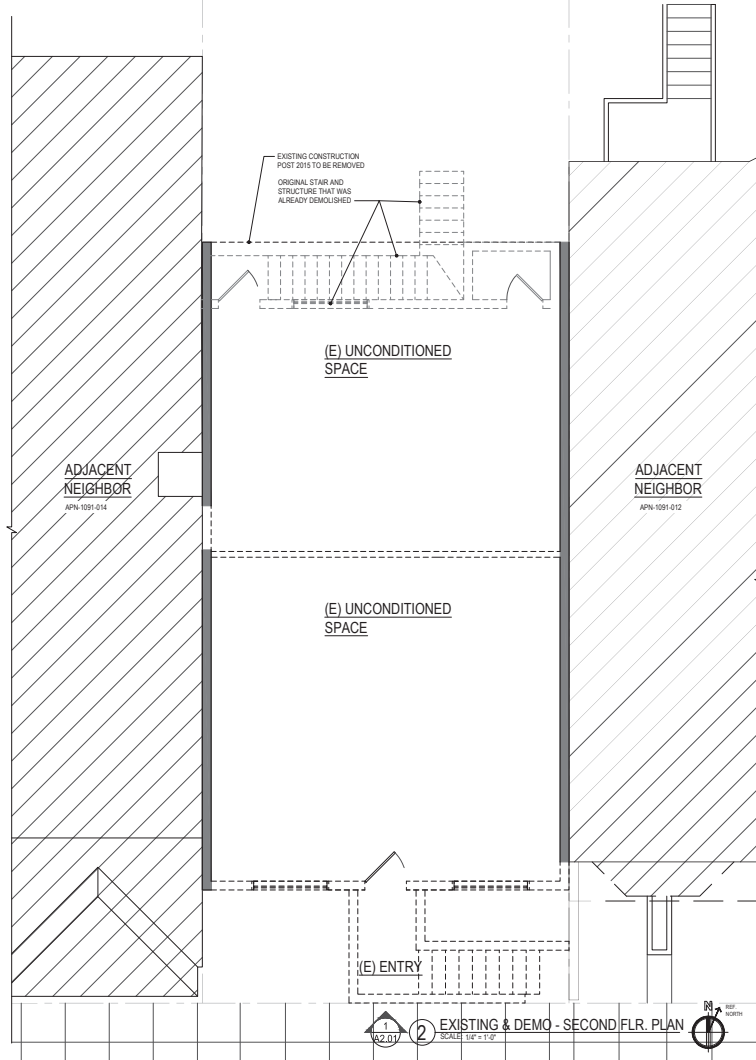 EXISTING CONSTRUCTION
POST 2015 TO BE REMOVED
ORIGINAL STAIR AND
STRUCTURE THAT WAS
ALREADY DEMOLISHED
(E) UNCONDITIONED
SPACE
ADJACENT
NEIGHBOR
APN-1091-014
ADJACENT
NEIGHBOR
APN-1091-012
(E) UNCONDITIONED
SPACE
(E) ENTRY
1
A2.01
2
EXISTING & DEMO - SECOND FLR. PLAN
SCALE: 1/4" = 1'-0"
N
REF
NORTH